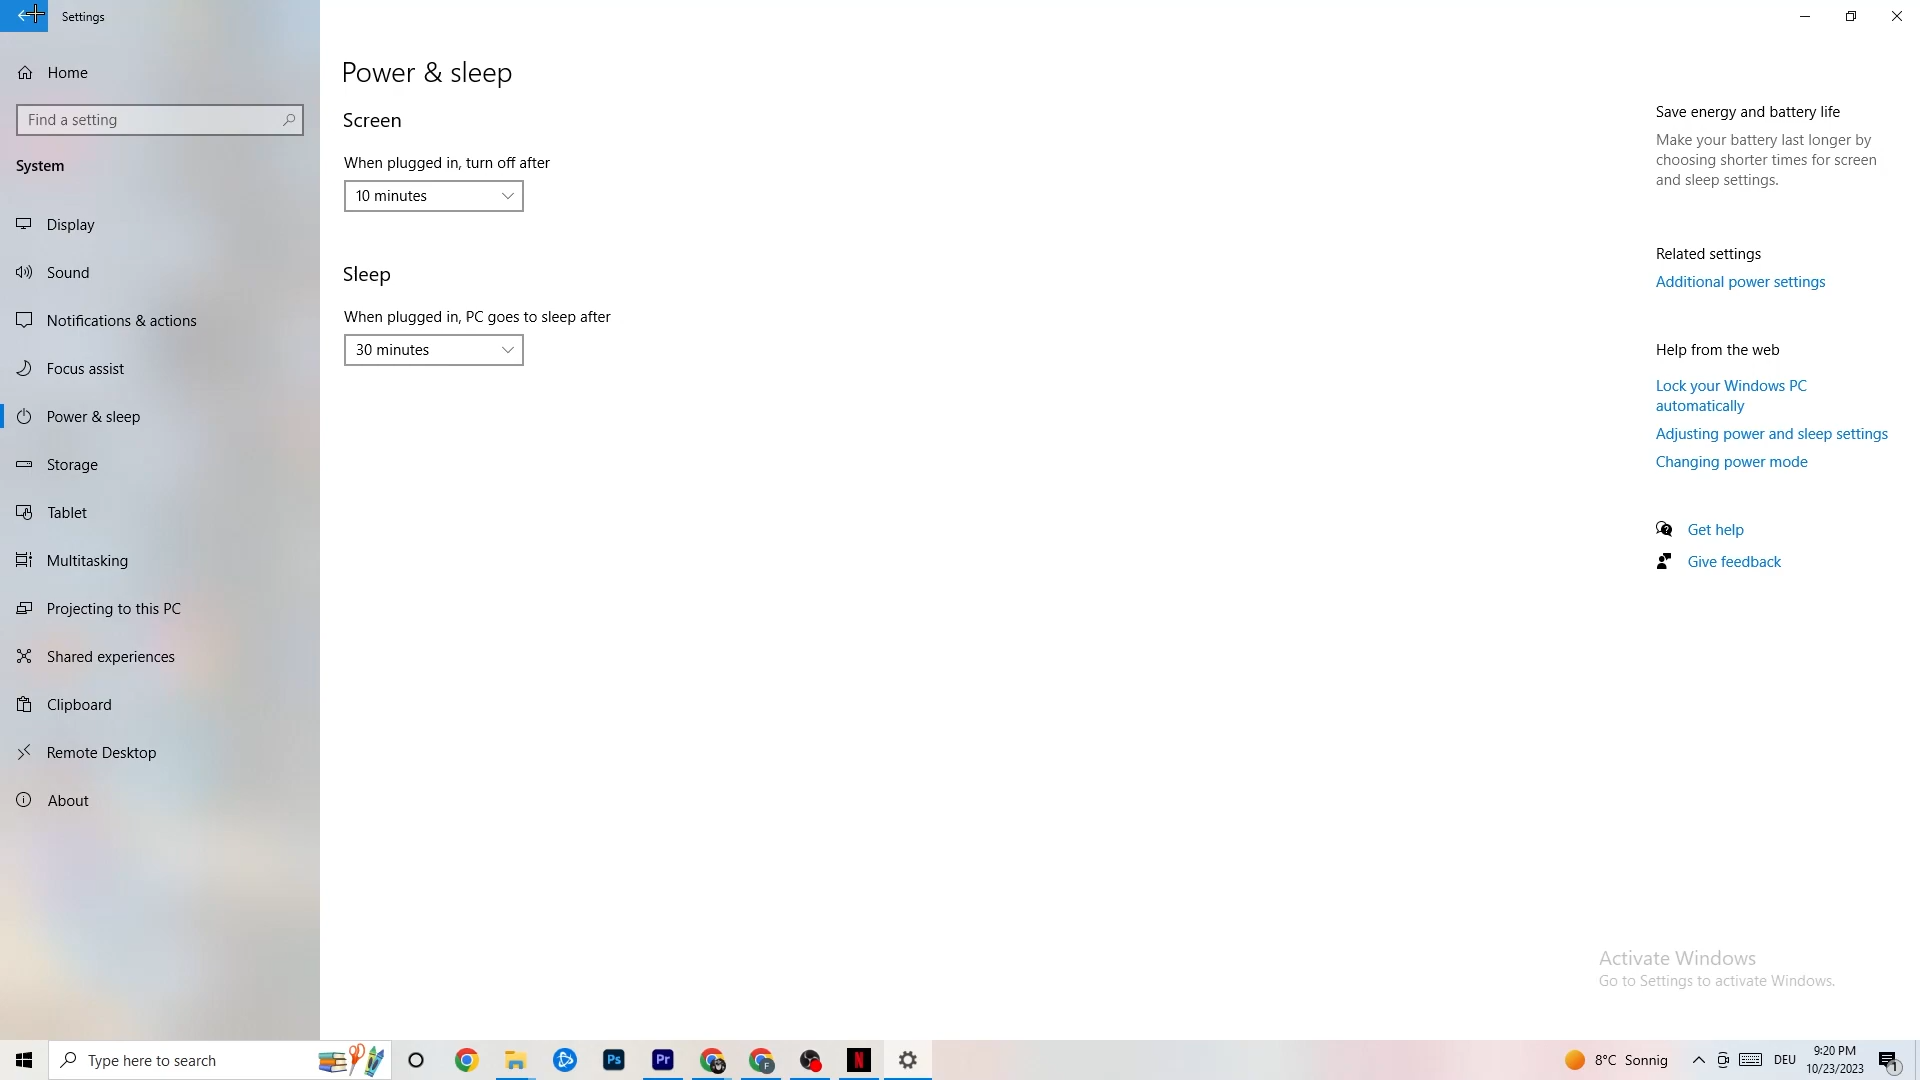 Settings
Home
Find a setting
System
Display
Sound
Notifications & actions
Focus assist
Power & sleep
Storage
Tablet
Multitasking
Projecting to this PC
Shared experiences
Clipboard
Remote Desktop
About
Power & sleep
Screen
When plugged in, turn off after
10 minutes
Sleep
When plugged in, PC goes to sleep after
30 minutes
Save energy and battery life
Make your battery last longer by
choosing shorter times for screen
and sleep settings.
Related settings
Additional power settings
Help from the web
Lock your Windows PC
automatically
Adjusting power and sleep settings
Changing power mode
Get help
Give feedback
Activate Windows
Go to Settings to activate Windows.
Type here to search
Ps
Pr
F
N
8°C Sonnig
DEU
9:20 PM
10/23/2023
1